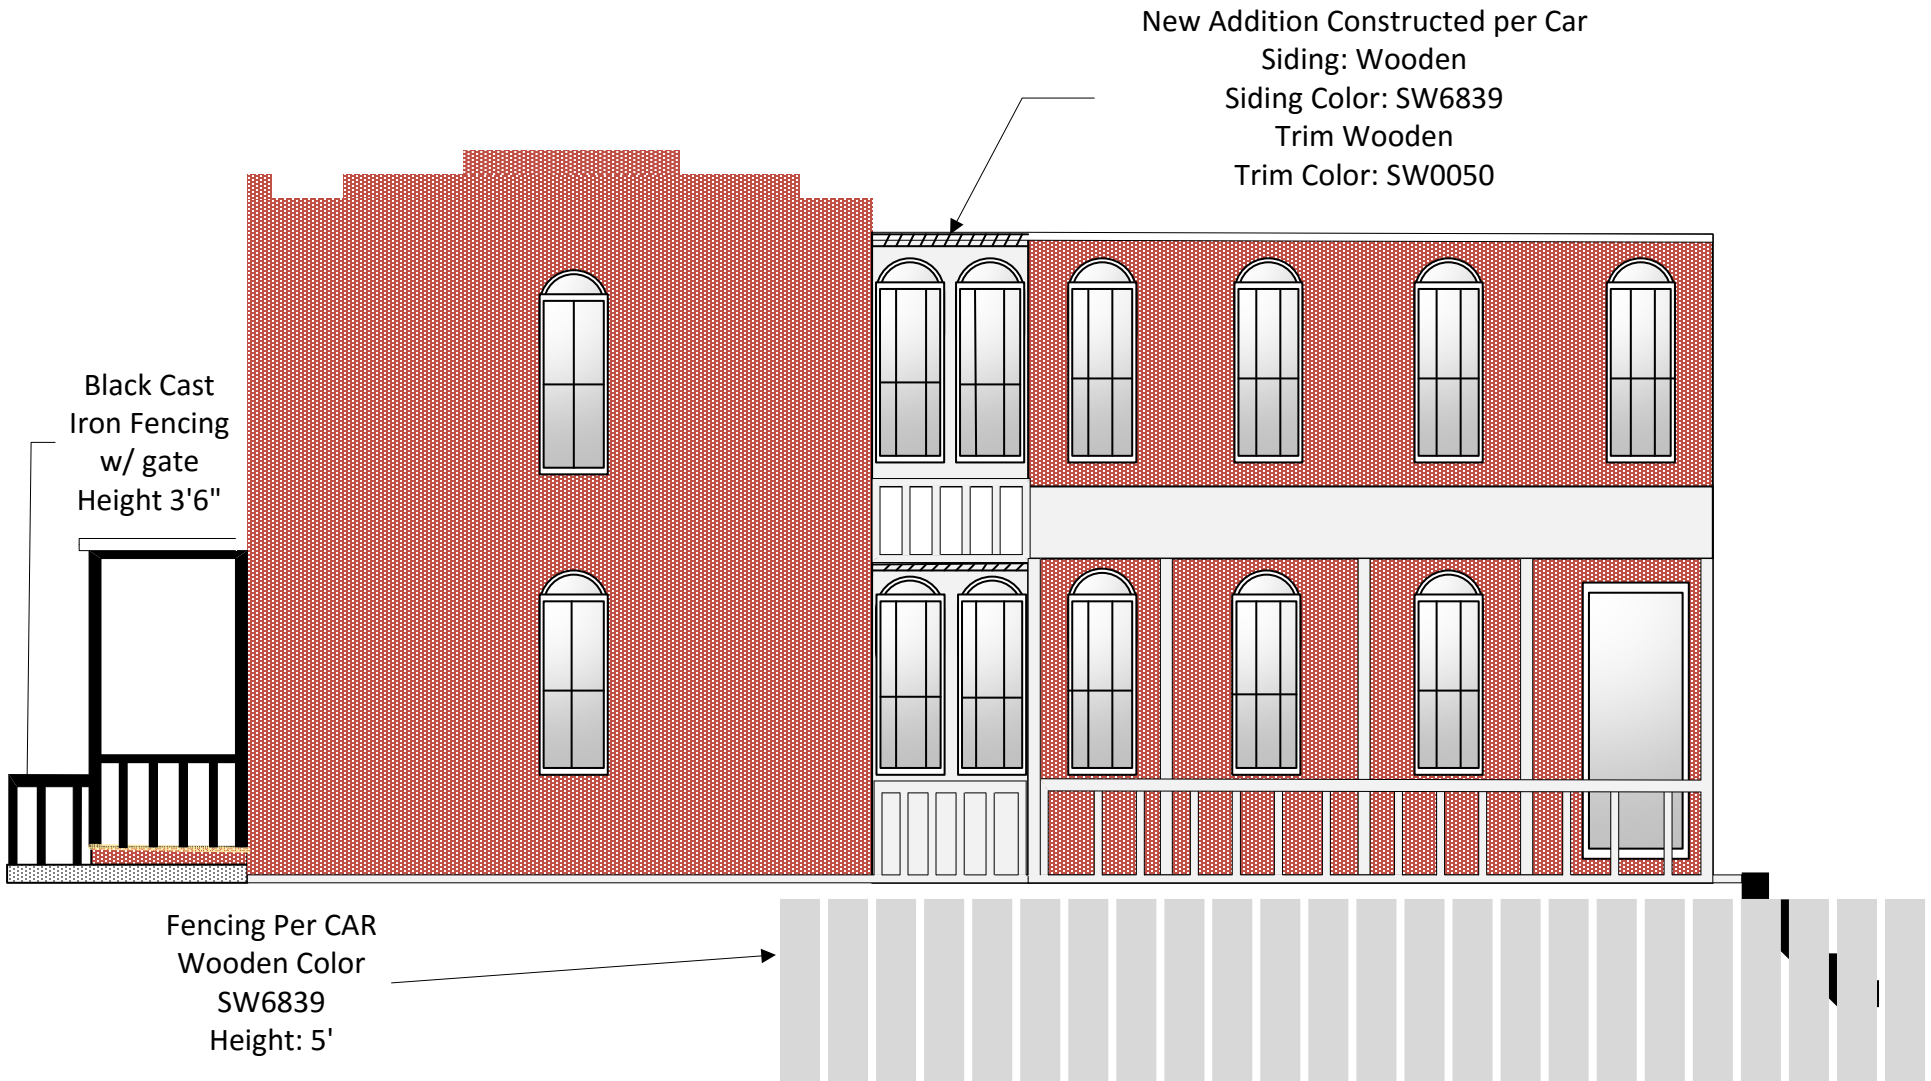 New Addition Constructed per Car
Siding: Wooden
Siding Color: SW6839
Trim Wooden
Trim Color: SW0050
Black Cast
Iron Fencing
w/ gate
Height 3'6"
Fencing Per CAR
Wooden Color
SW6839
Height: 5'